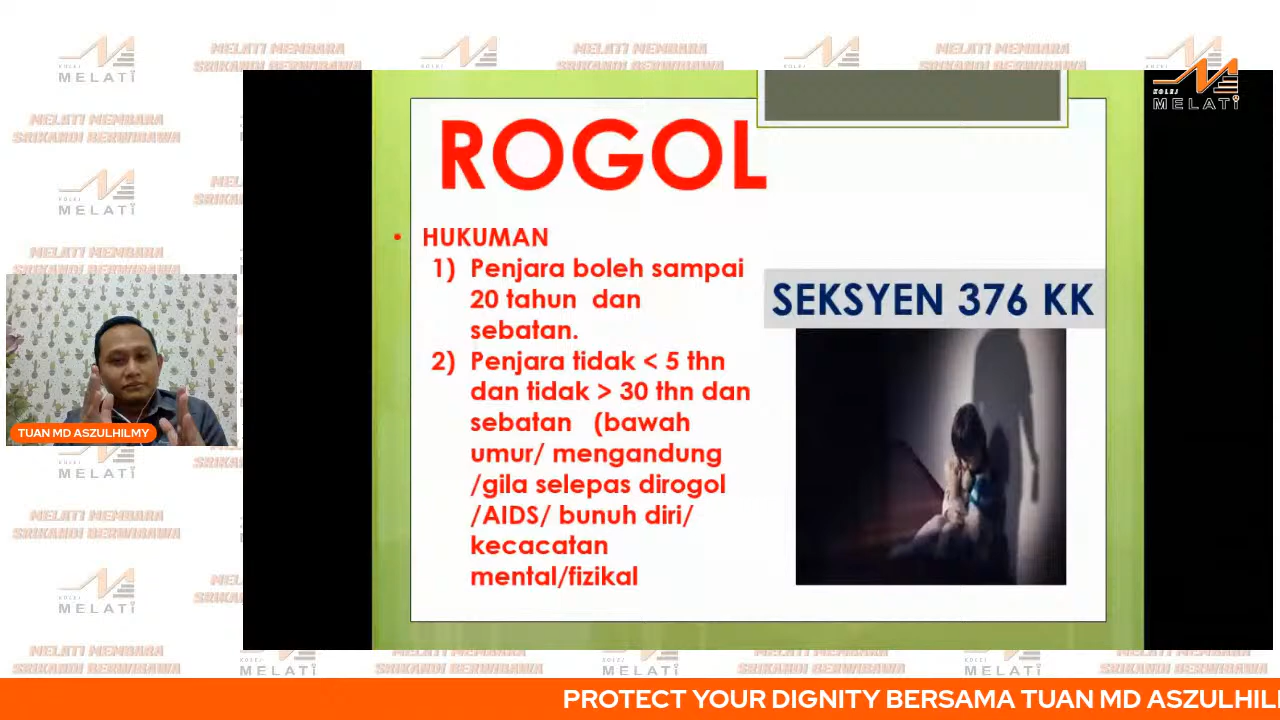 MELATI MEMBARA
SRIKANDI BERWIBAWA
KOLEJ
MELATI
ROGOL
• HUKUMAN
1) Penjara boleh sampai
20 tahun dan
sebatan.
2) Penjara tidak < 5 thn
dan tidak > 30 thn dan
sebatan (bawah
umur/ mengandung
/gila selepas dirogol
/AIDS/ bunuh diri/
kecacatan
mental/fizikal
SEKSYEN 376 KK
TUAN MD ASZULHILMY
PROTECT YOUR DIGNITY BERSAMA TUAN MD ASZULHIL